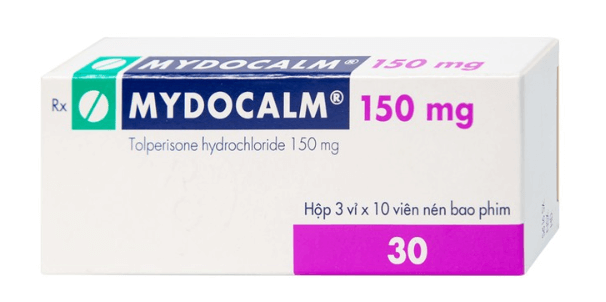 MYDOCALM® 150 mg
Rx MYDOCALM® 150 mg
Tolperisone hydrochloride 150 mg
Hộp 3 vỉ x 10 viên nén bao phim
30